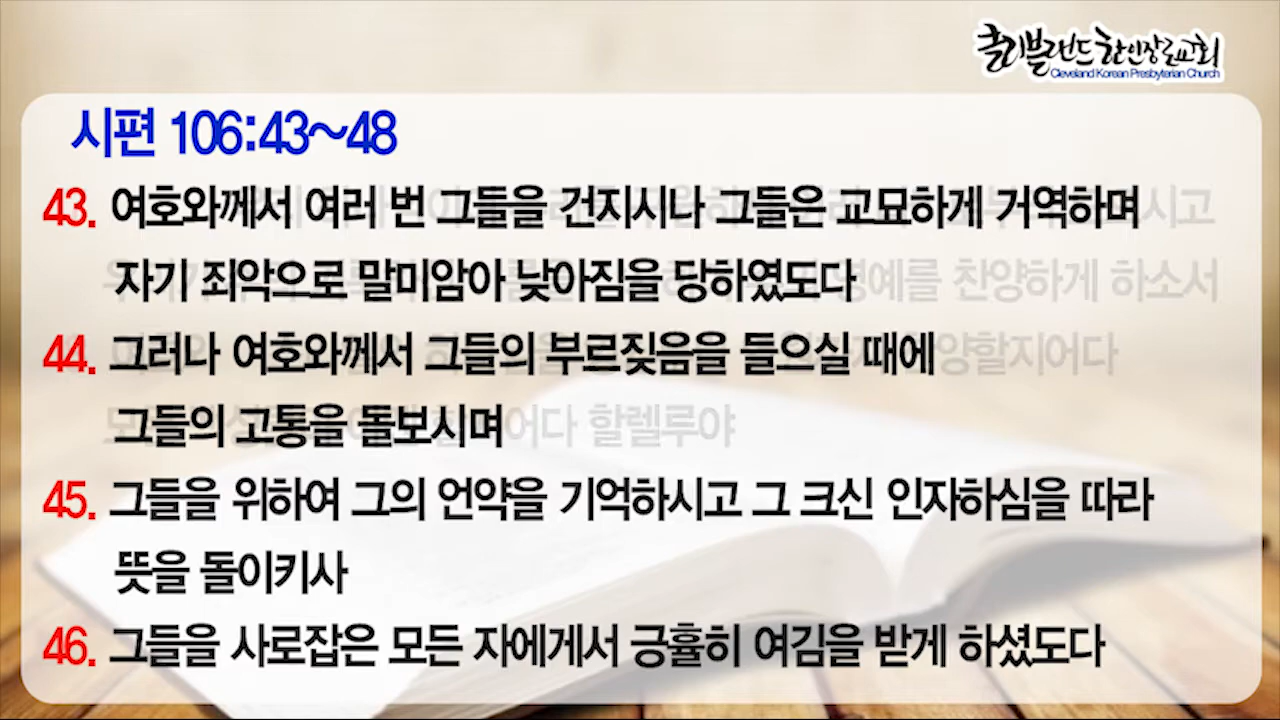 클리블랜드 한인장로교회
Cleveland Korean Presbyterian Church
시편 106:43~48
43. 여호와께서 여러 번 그들을 건지시나 그들은 교묘하게 거역하며
자기 죄악으로 말미암아 낮아짐을 당하였도다
44. 그러나 여호와께서 그들의 부르짖음을 들으실 때에
그들의 고통을 돌보시며
45. 그들을 위하여 그의 언약을 기억하시고 그 크신 인자하심을 따라
뜻을 돌이키사
46. 그들을 사로잡은 모든 자에게서 긍휼히 여김을 받게 하셨도다